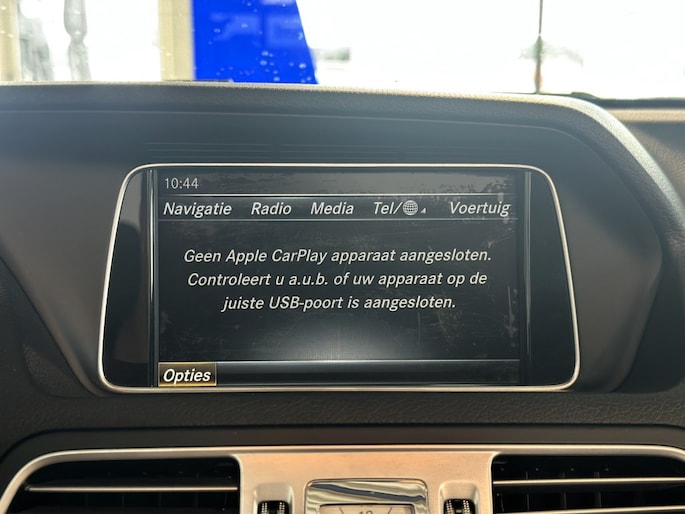 10:44
Navigatie Radio Media Tel/ Voertuig
Geen Apple CarPlay apparaat aangesloten.
Controleert u a.u.b. of uw apparaat op de
juiste USB-poort is aangesloten.
Opties